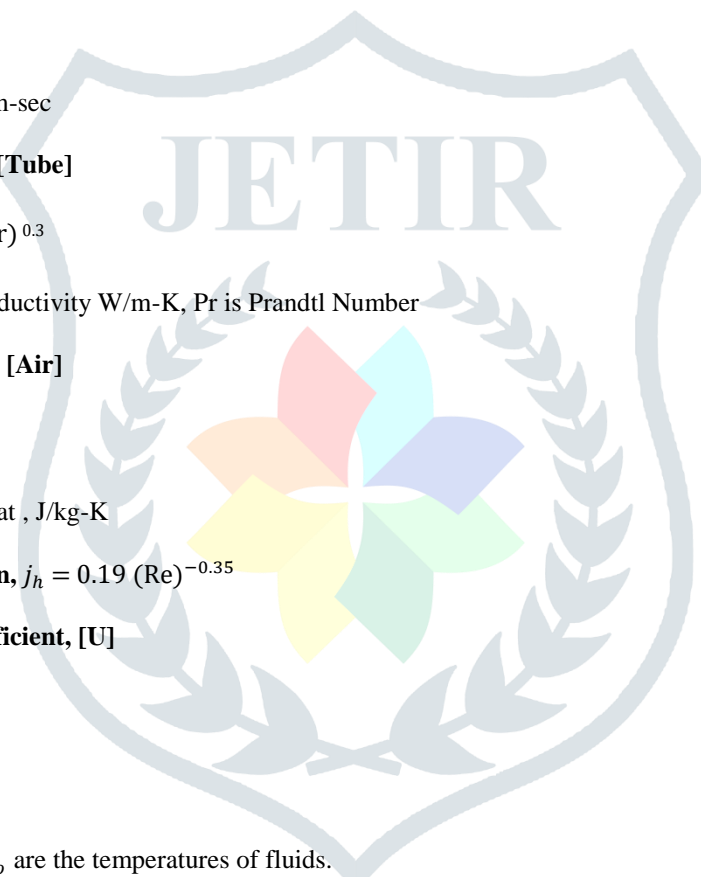 n-sec
[Tube]
JETIR
r) 0.3
ductivity W/m-K, Pr is Prandtl Number
[Air]
at , J/kg-K
n, jₕ = 0.19 (Re)⁻⁰·³⁵
ficient, [U]
are the temperatures of fluids.